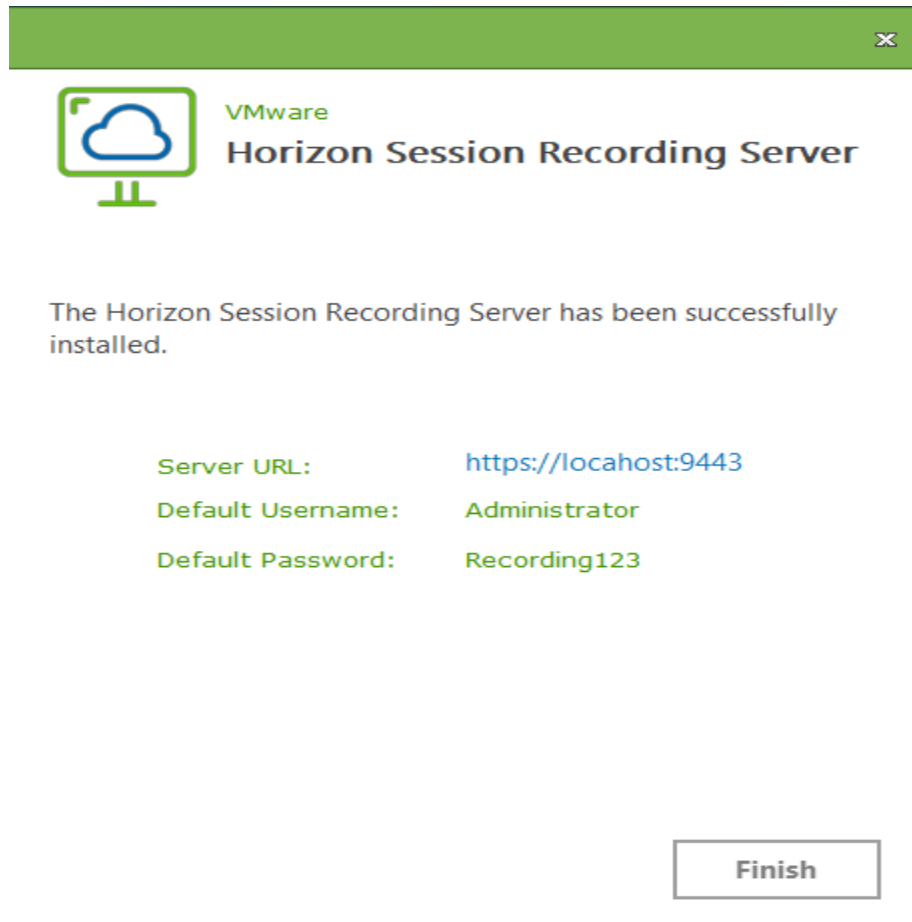 VMware
Horizon Session Recording Server
The Horizon Session Recording Server has been successfully
installed.
Server URL: https://locahost:9443
Default Username: Administrator
Default Password: Recording123
Finish